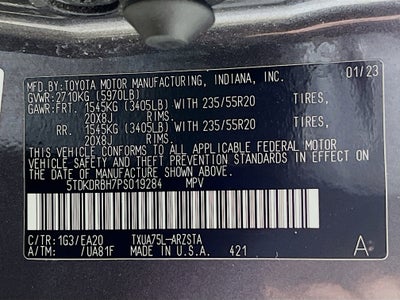 MFD.BY:TOYOTA MOTOR MANUFACTURING, INDIANA, INC. 01/23
GVWR:2710KG (5970LB)
GAWR:FRT. 1545KG (3405LB) WITH 235/55R20 TIRES,
20X8J RIMS.
RR. 1545KG (3405LB) WITH 235/55R20 TIRES,
20X8J RIMS.
THIS VEHICLE CONFORMS TO ALL APPLICABLE FEDERAL MOTOR
VEHICLE SAFETY AND THEFT PREVENTION STANDARDS IN
EFFECT ON THE DATE OF MANUFACTURE SHOWN ABOVE.
5TDKDRBH7PS019284 MPV
C/TR:1G3/EA20 TXUA75L-ARZSTA
A/TM: /UA81F MADE IN U.S.A. 421 A